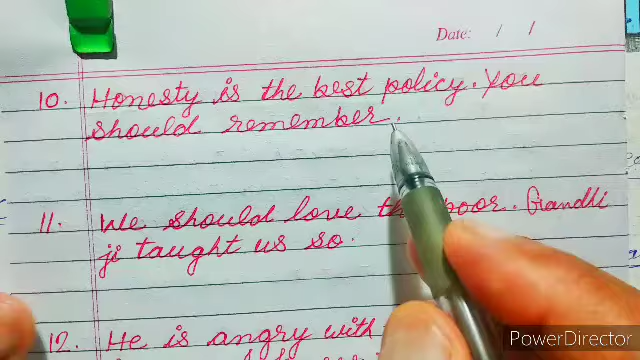 Date: / /
10. Honesty is the best policy. You
should remember.
11. We should love the poor. Gandhi
ji taught us so.
12. He is angry with
PowerDirector